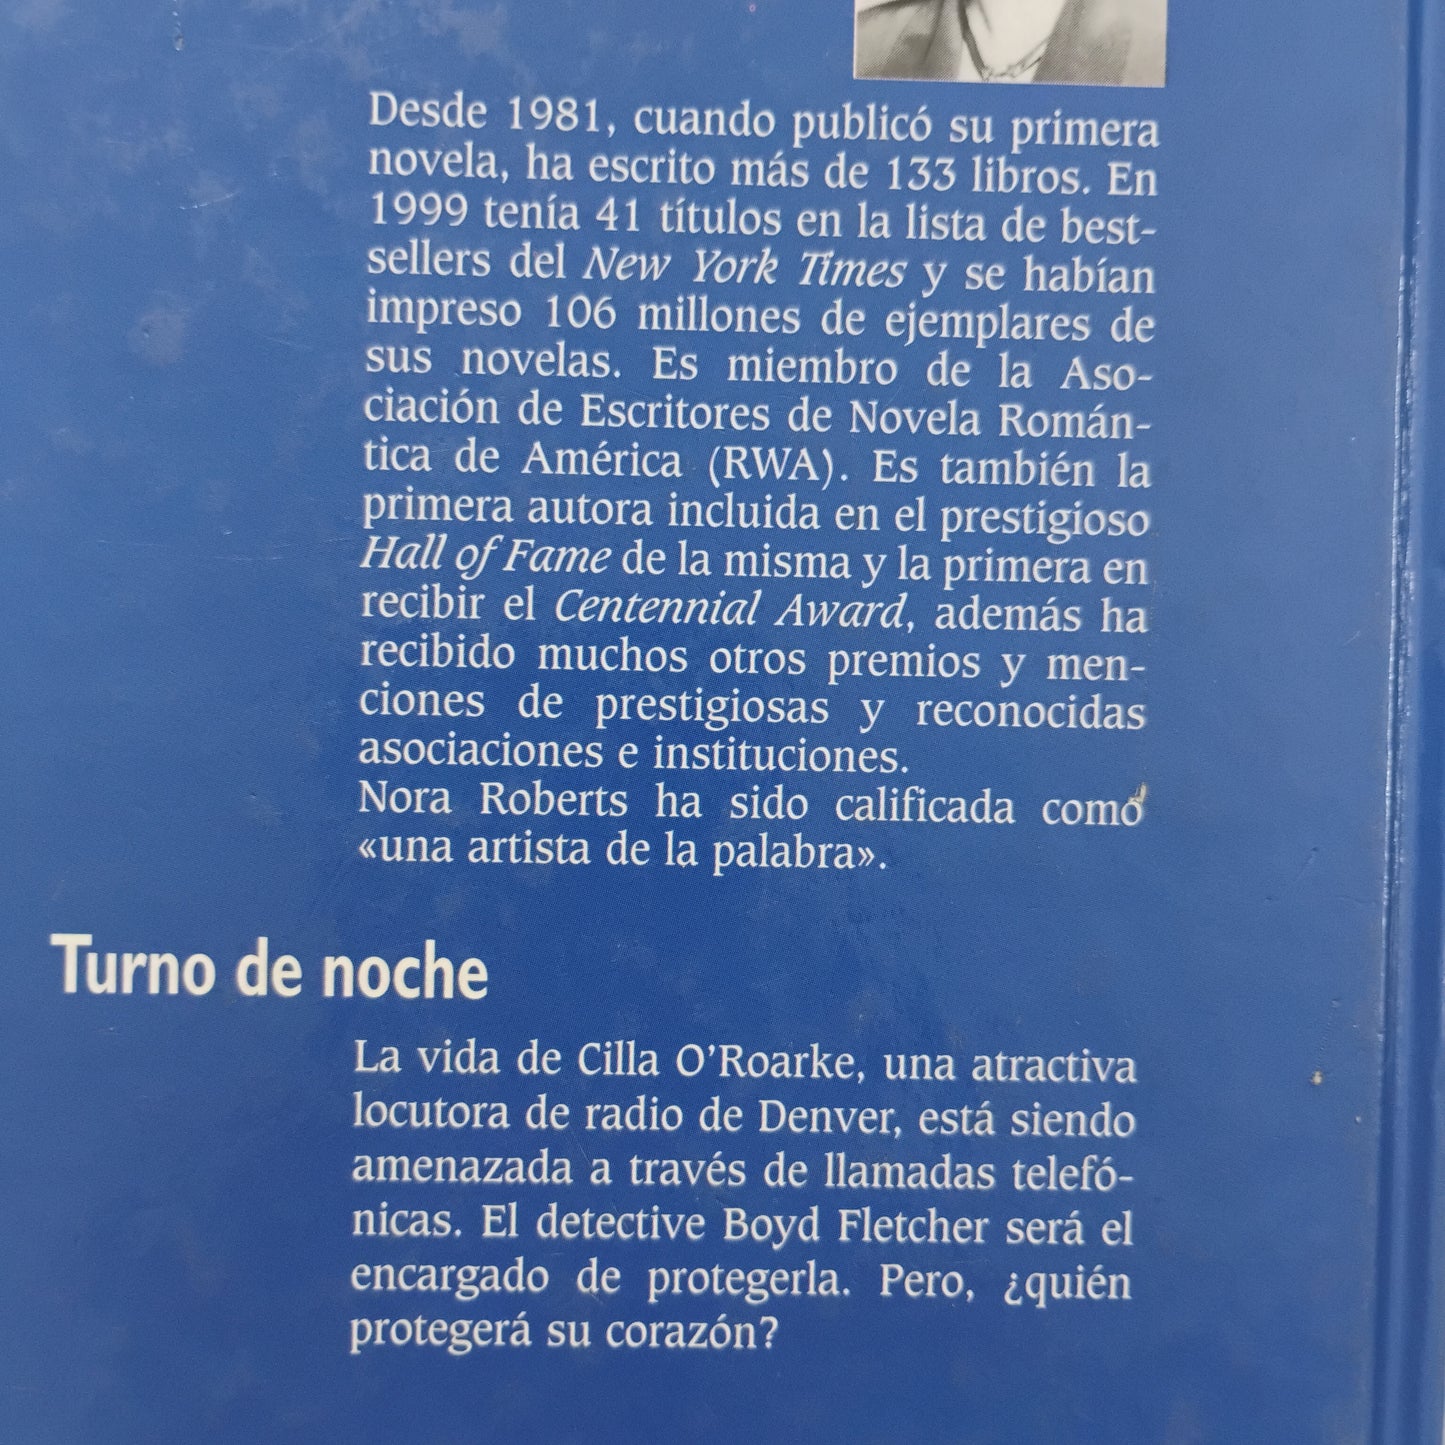 Desde 1981, cuando publicó su primera
novela, ha escrito más de 133 libros. En
1999 tenía 41 títulos en la lista de best-
sellers del New York Times y se habían
impreso 106 millones de ejemplares de
sus novelas. Es miembro de la Aso-
ciación de Escritores de Novela Román-
tica de América (RWA). Es también la
primera autora incluida en el prestigioso
Hall of Fame de la misma y la primera en
recibir el Centennial Award, además ha
recibido muchos otros premios y men-
ciones de prestigiosas y reconocidas
asociaciones e instituciones.
Nora Roberts ha sido calificada como
«una artista de la palabra».
Turno de noche
La vida de Cilla O'Roarke, una atractiva
locutora de radio de Denver, está siendo
amenazada a través de llamadas telefó-
nicas. El detective Boyd Fletcher será el
encargado de protegerla. Pero, ¿quién
protegerá su corazón?